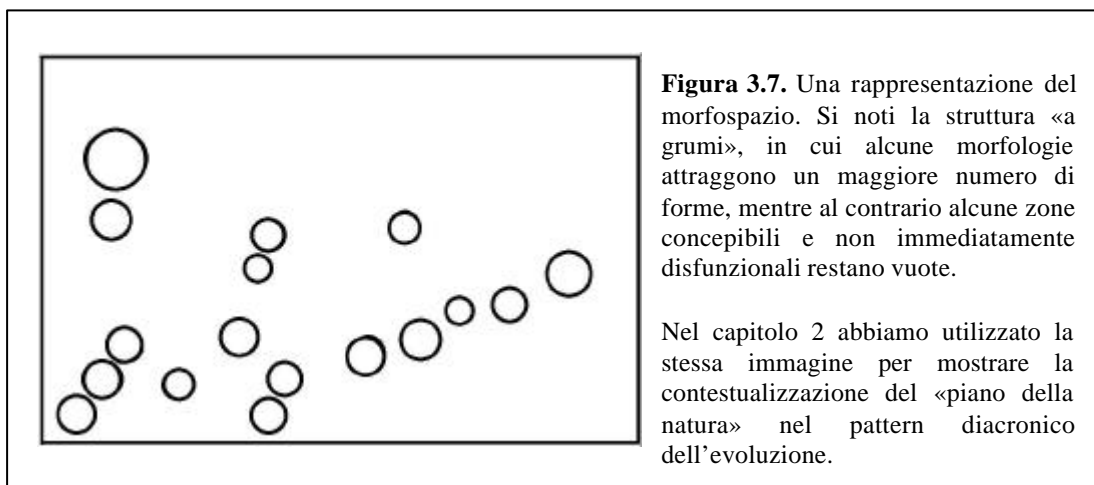 Figura 3.7. Una rappresentazione del
morfospazio. Si noti la struttura «a
grumi», in cui alcune morfologie
attraggono un maggiore numero di
forme, mentre al contrario alcune zone
concepibili e non immediatamente
disfunzionali restano vuote.
Nel capitolo 2 abbiamo utilizzato la
stessa immagine per mostrare la
contestualizzazione del «piano della
natura» nel pattern diacronico
dell’evoluzione.